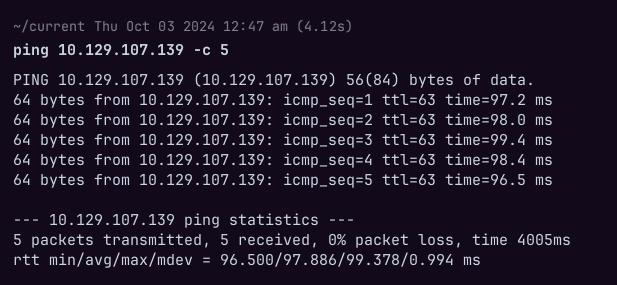 ~/current Thu Oct 03 2024 12:47 am (4.12s)
ping 10.129.107.139 -c 5
PING 10.129.107.139 (10.129.107.139) 56(84) bytes of data.
64 bytes from 10.129.107.139: icmp_seq=1 ttl=63 time=97.2 ms
64 bytes from 10.129.107.139: icmp_seq=2 ttl=63 time=98.0 ms
64 bytes from 10.129.107.139: icmp_seq=3 ttl=63 time=99.4 ms
64 bytes from 10.129.107.139: icmp_seq=4 ttl=63 time=98.4 ms
64 bytes from 10.129.107.139: icmp_seq=5 ttl=63 time=96.5 ms
--- 10.129.107.139 ping statistics ---
5 packets transmitted, 5 received, 0% packet loss, time 4005ms
rtt min/avg/max/mdev = 96.500/97.886/99.378/0.994 ms